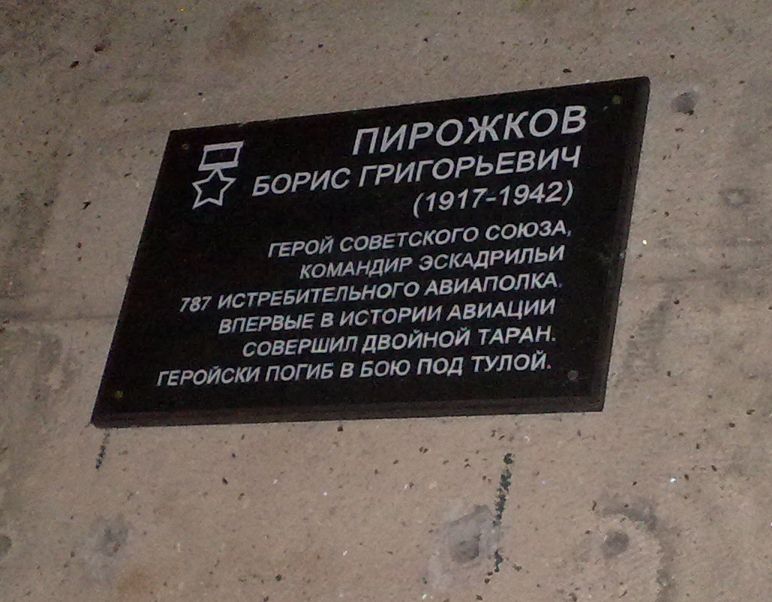 ПИРОЖКОВ
БОРИС ГРИГОРЬЕВИЧ
(1917-1942)
ГЕРОЙ СОВЕТСКОГО СОЮЗА,
КОМАНДИР ЭСКАДРИЛЬИ
787 ИСТРЕБИТЕЛЬНОГО АВИАПОЛКА.
ВПЕРВЫЕ В ИСТОРИИ АВИАЦИИ
СОВЕРШИЛ ДВОЙНОЙ ТАРАН.
ГЕРОЙСКИ ПОГИБ В БОЮ ПОД ТУЛОЙ.